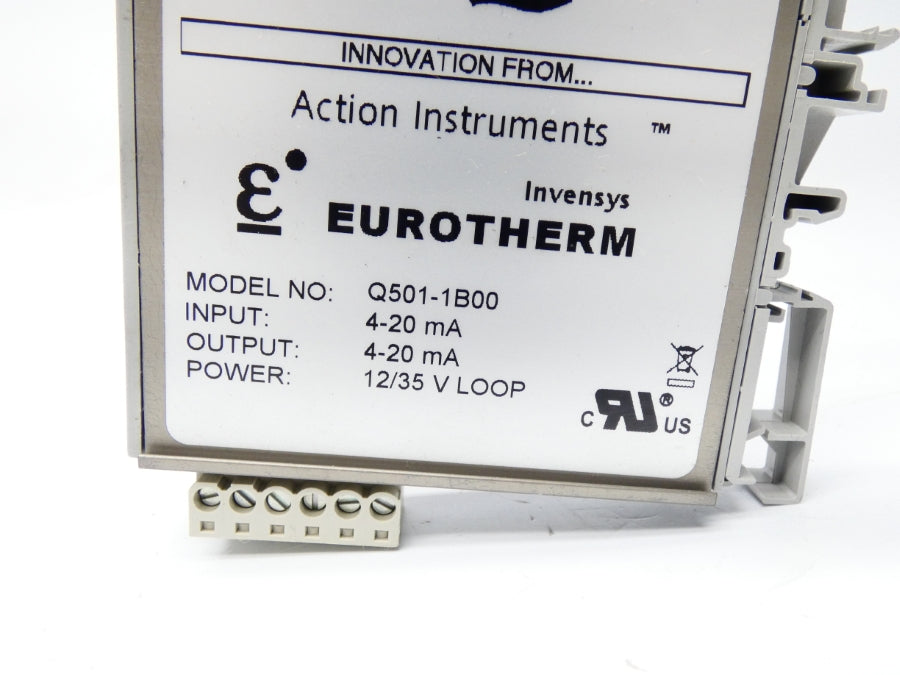 INNOVATION FROM...
Action Instruments ™
ε
Invensys
EUROTHERM
MODEL NO: Q501-1B00
INPUT: 4-20 mA
OUTPUT: 4-20 mA
POWER: 12/35 V LOOP
C RU ® US